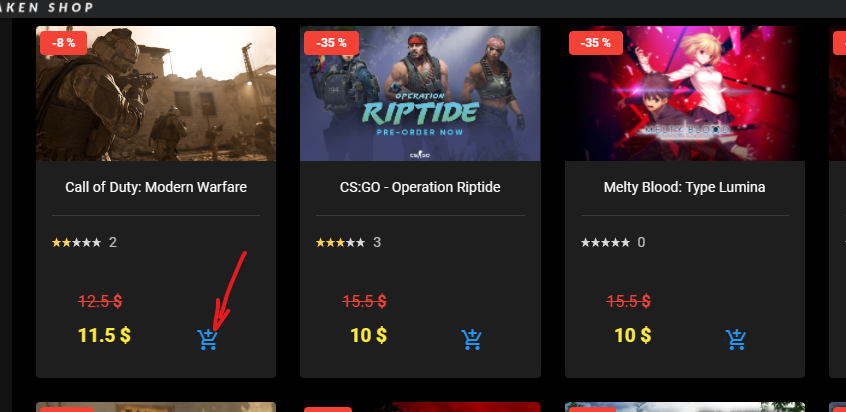 AKEN SHOP
-8 %
-35 %
-35 %
OPERATION
RIPTIDE
PRE-ORDER NOW
CS:GO
MELTY BLOOD
Call of Duty: Modern Warfare
CS:GO - Operation Riptide
Melty Blood: Type Lumina
2
3
0
12.5 $
15.5 $
15.5 $
11.5 $
10 $
10 $